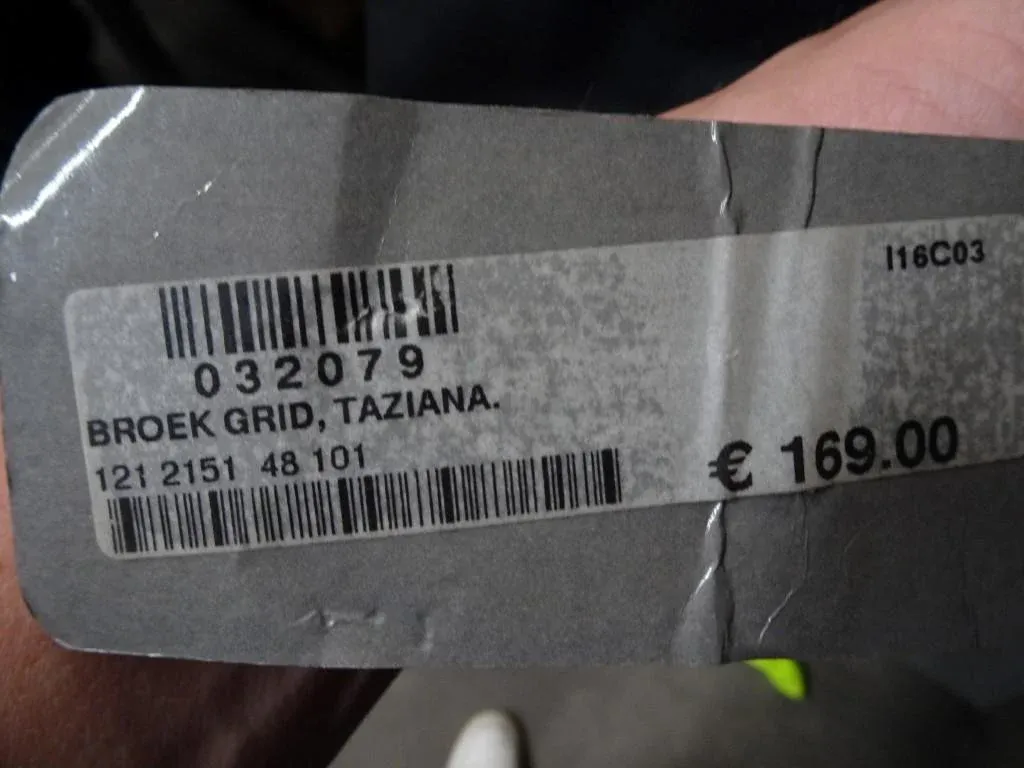 I16C03
032079
BROEK GRID, TAZIANA.
121 2151 48 101
€ 169.00